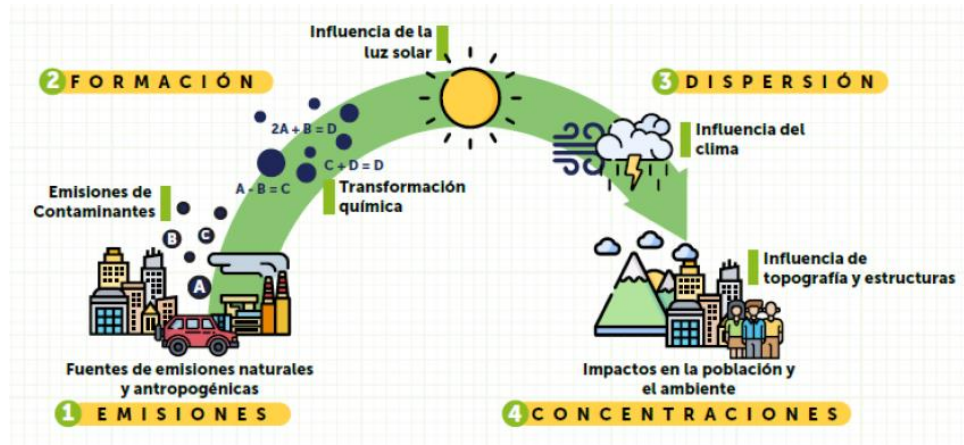 Influencia de la
luz solar
2 FORMACIÓN
3 DISPERSIÓN
2A + B = D
C + D = D
A - B = C
Influencia del
clima
Transformación
química
Emisiones de
Contaminantes
B
C
A
Influencia de
topografía y estructuras
Fuentes de emisiones naturales
y antropogénicas
1 EMISIONES
Impactos en la población y
el ambiente
4 CONCENTRACIONES